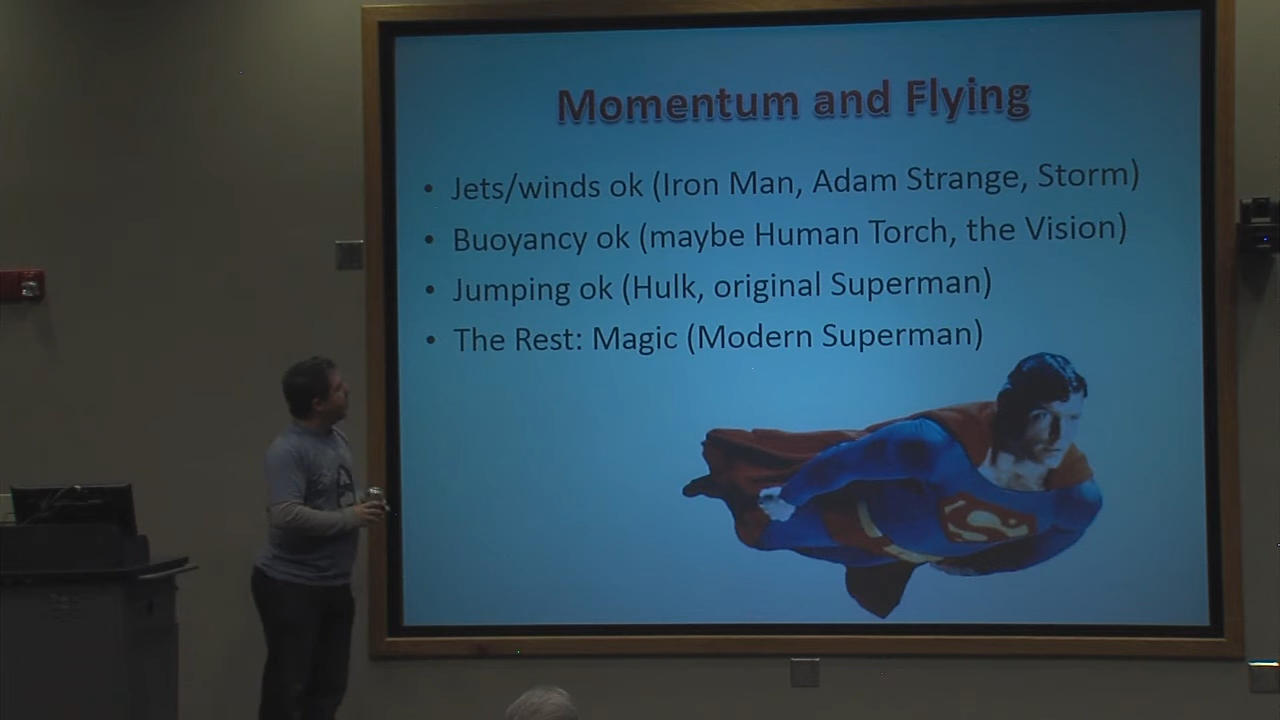 Momentum and Flying
• Jets/winds ok (Iron Man, Adam Strange, Storm)
• Buoyancy ok (maybe Human Torch, the Vision)
• Jumping ok (Hulk, original Superman)
• The Rest: Magic (Modern Superman)
S